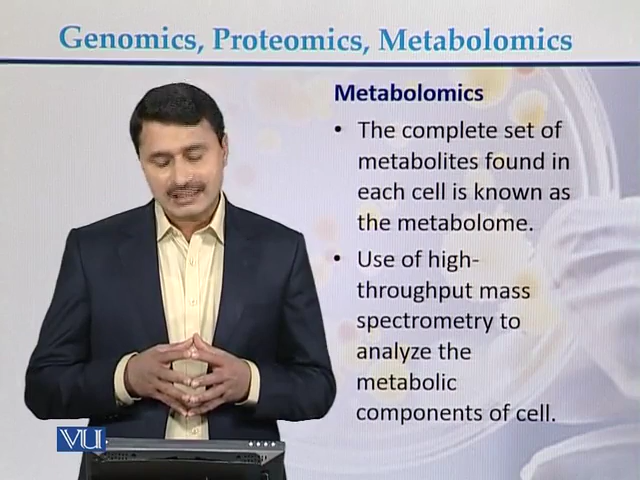 Genomics, Proteomics, Metabolomics
Metabolomics
• The complete set of
metabolites found in
each cell is known as
the metabolome.
• Use of high-
throughput mass
spectrometry to
analyze the
metabolic
components of cell.
VU